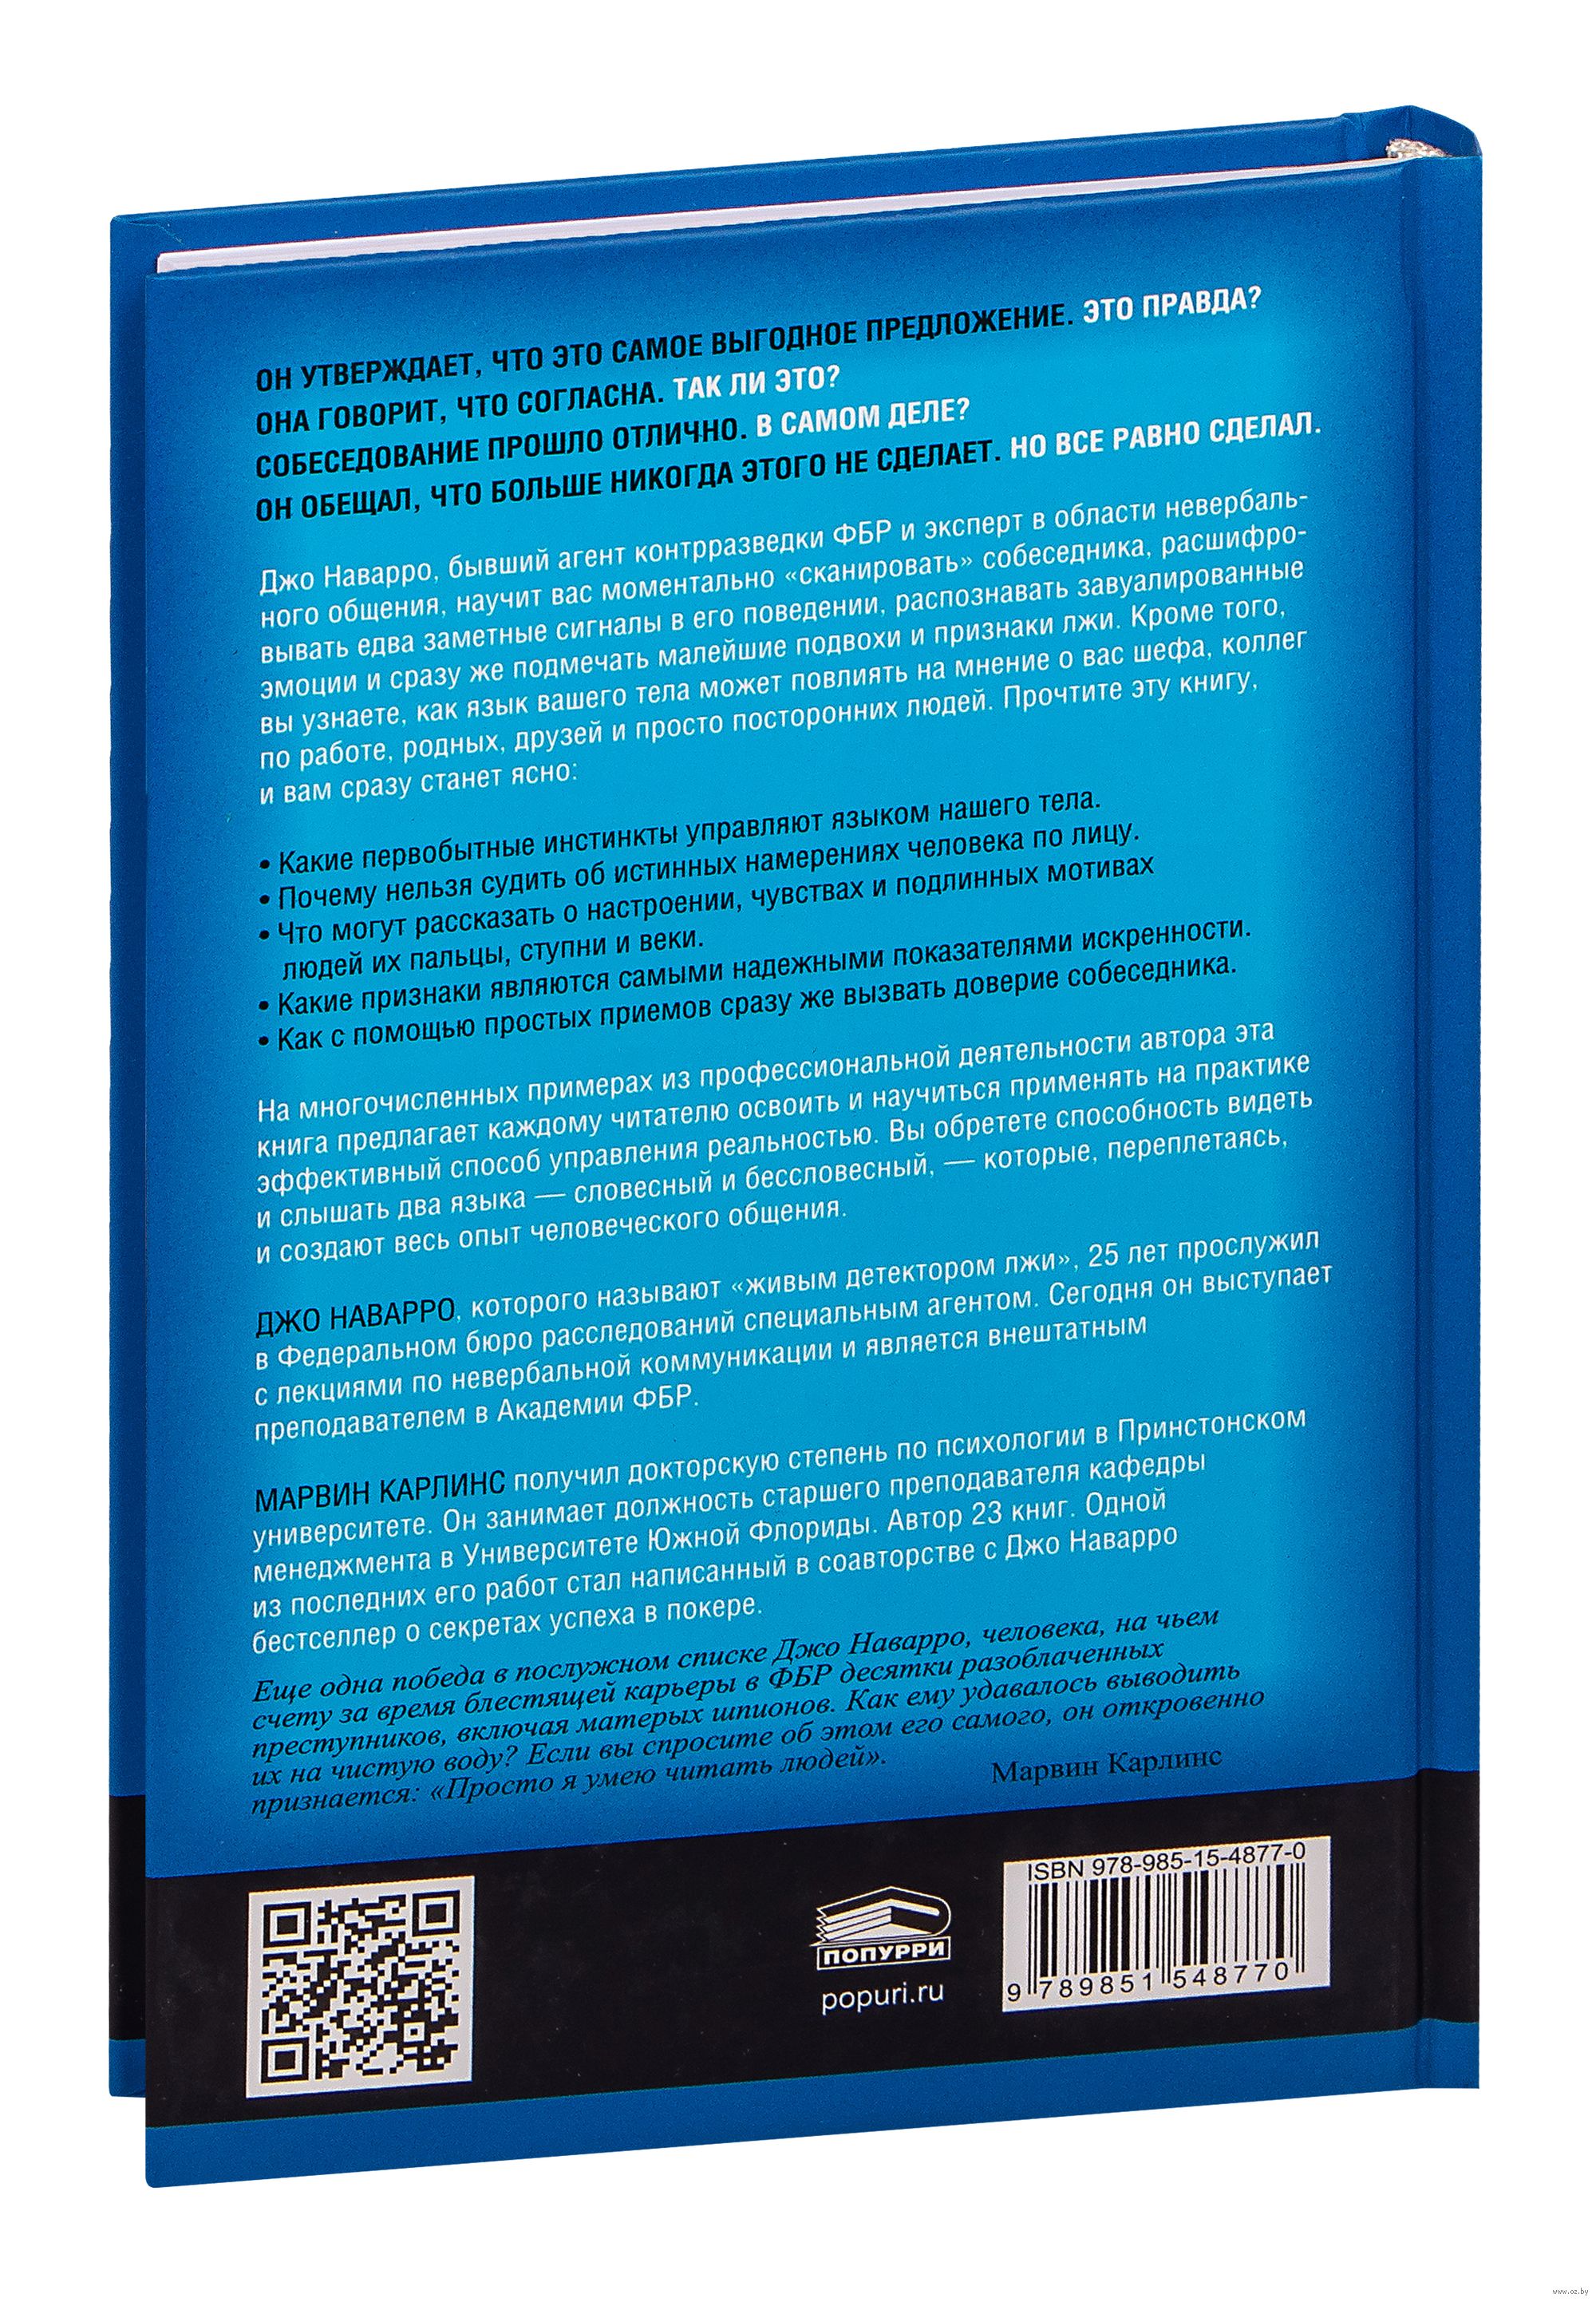 ОН УТВЕРЖДАЕТ, ЧТО ЭТО САМОЕ ВЫГОДНОЕ ПРЕДЛОЖЕНИЕ. ЭТО ПРАВДА?
ОНА ГОВОРИТ, ЧТО СОГЛАСНА. ТАК ЛИ ЭТО?
СОБЕСЕДОВАНИЕ ПРОШЛО ОТЛИЧНО. В САМОМ ДЕЛЕ?
ОН ОБЕЩАЛ, ЧТО БОЛЬШЕ НИКОГДА ЭТОГО НЕ СДЕЛАЕТ. НО ВСЕ РАВНО СДЕЛАЛ.
Джо Наварро, бывший агент контрразведки ФБР и эксперт в области невербаль-
ного общения, научит вас моментально «сканировать» собеседника, расшифро-
вывать едва заметные сигналы в его поведении, распознавать завуалированные
эмоции и сразу же подмечать малейшие подвохи и признаки лжи. Кроме того,
вы узнаете, как язык вашего тела может повлиять на мнение о вас шефа, коллег
по работе, родных, друзей и просто посторонних людей. Прочтите эту книгу,
и вам сразу станет ясно:
• Какие первобытные инстинкты управляют языком нашего тела.
• Почему нельзя судить об истинных намерениях человека по лицу.
• Что могут рассказать о настроении, чувствах и подлинных мотивах
людей их пальцы, ступни и веки.
• Какие признаки являются самыми надежными показателями искренности.
• Как с помощью простых приемов сразу же вызвать доверие собеседника.
На многочисленных примерах из профессиональной деятельности автора эта
книга предлагает каждому читателю освоить и научиться применять на практике
эффективный способ управления реальностью. Вы обретете способность видеть
и слышать два языка — словесный и бессловесный, — которые, переплетаясь,
и создают весь опыт человеческого общения.
ДЖО НАВАРРО, которого называют «живым детектором лжи», 25 лет прослужил
в Федеральном бюро расследований специальным агентом. Сегодня он выступает
с лекциями по невербальной коммуникации и является внештатным
преподавателем в Академии ФБР.
МАРВИН КАРЛИНС получил докторскую степень по психологии в Принстонском
университете. Он занимает должность старшего преподавателя кафедры
менеджмента в Университете Южной Флориды. Автор 23 книг. Одной
из последних его работ стал написанный в соавторстве с Джо Наварро
бестселлер о секретах успеха в покере.
Еще одна победа в послужном списке Джо Наварро, человека, на чьем
счету за время блестящей карьеры в ФБР десятки разоблаченных
преступников, включая матерых шпионов. Как ему удавалось выводить
их на чистую воду? Если вы спросите об этом его самого, он откровенно
признается: «Просто я умею читать людей».
Марвин Карлинс
ПОПУРРИ
popuri.ru
ISBN 978-985-15-4877-0
9 789851 548770
www.oz.by